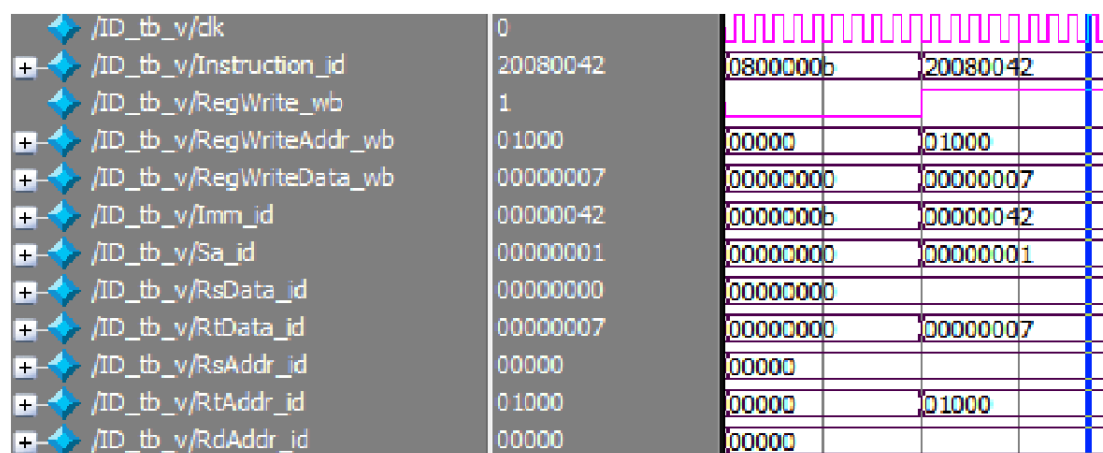 /ID_tb_v/clk 0
/ID_tb_v/Instruction_id 20080042 0800000b 20080042
/ID_tb_v/RegWrite_wb 1
/ID_tb_v/RegWriteAddr_wb 01000 00000 01000
/ID_tb_v/RegWriteData_wb 00000007 00000000 00000007
/ID_tb_v/Imm_id 00000042 0000000b 00000042
/ID_tb_v/Sa_id 00000001 00000000 00000001
/ID_tb_v/RsData_id 00000000 00000000
/ID_tb_v/RtData_id 00000007 00000000 00000007
/ID_tb_v/RsAddr_id 00000 00000
/ID_tb_v/RtAddr_id 01000 00000 01000
/ID_tb_v/RdAddr_id 00000 00000